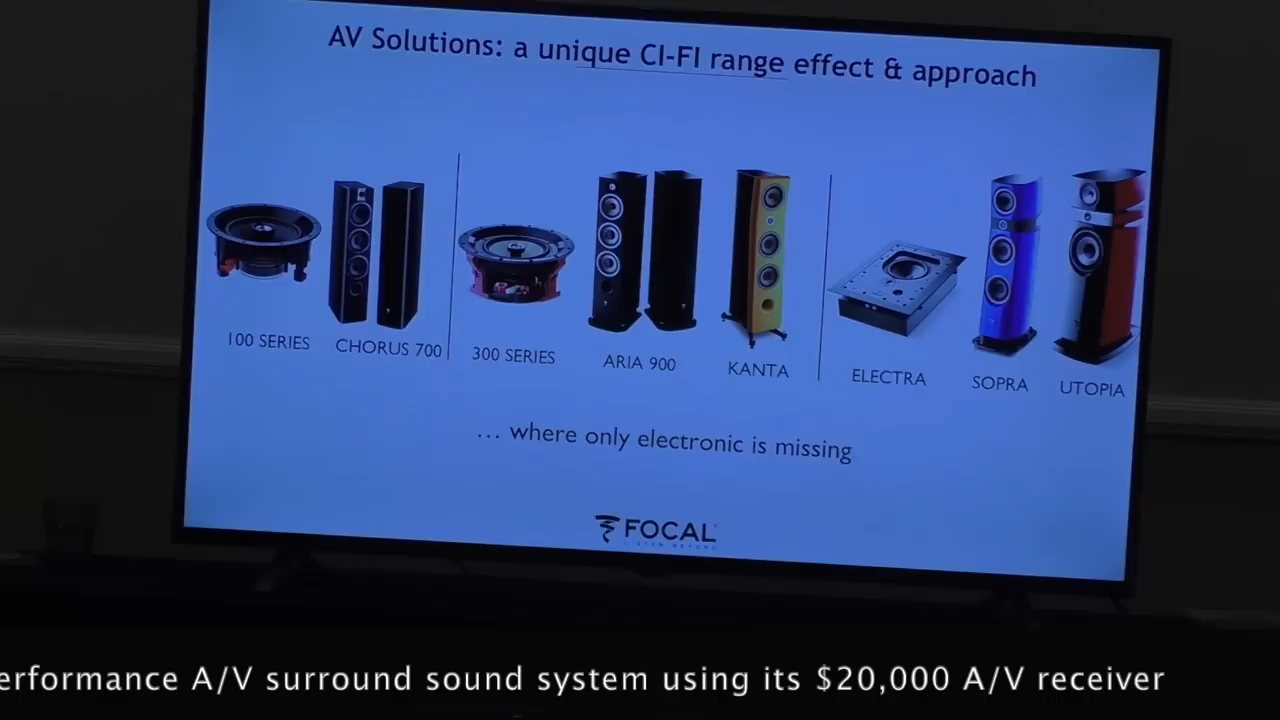 AV Solutions: a unique CI-FI range effect & approach
100 SERIES
CHORUS 700
300 SERIES
ARIA 900
KANTA
ELECTRA
SOPRA
UTOPIA
... where only electronic is missing
FOCAL
erformance A/V surround sound system using its $20,000 A/V receiver